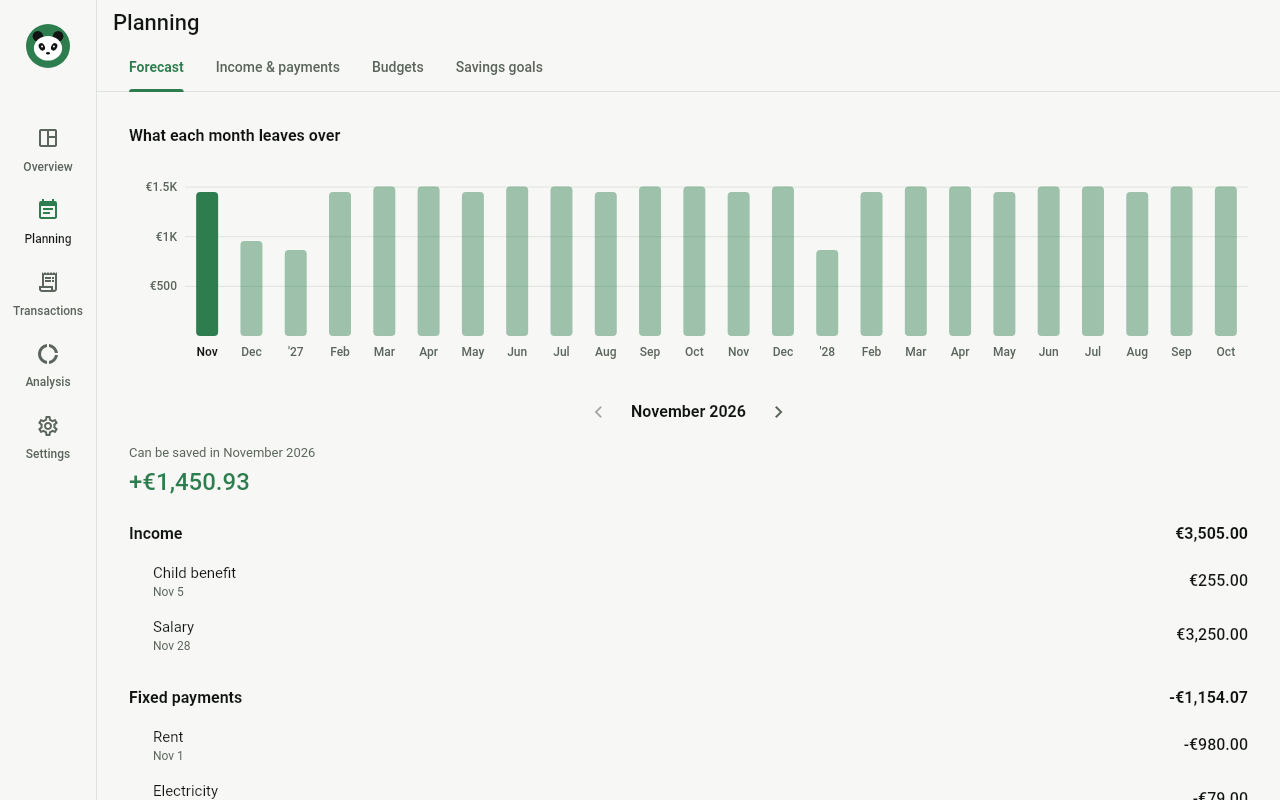 Planning
Forecast
Income & payments
Budgets
Savings goals
Overview
Planning
Transactions
Analysis
Settings
What each month leaves over
€1.5K
€1K
€500
Nov Dec '27 Feb Mar Apr May Jun Jul Aug Sep Oct Nov Dec '28 Feb Mar Apr May Jun Jul Aug Sep Oct
November 2026
Can be saved in November 2026
+€1,450.93
Income €3,505.00
Child benefit
Nov 5
€255.00
Salary
Nov 28
€3,250.00
Fixed payments -€1,154.07
Rent
Nov 1
-€980.00
Electricity
-€79.00